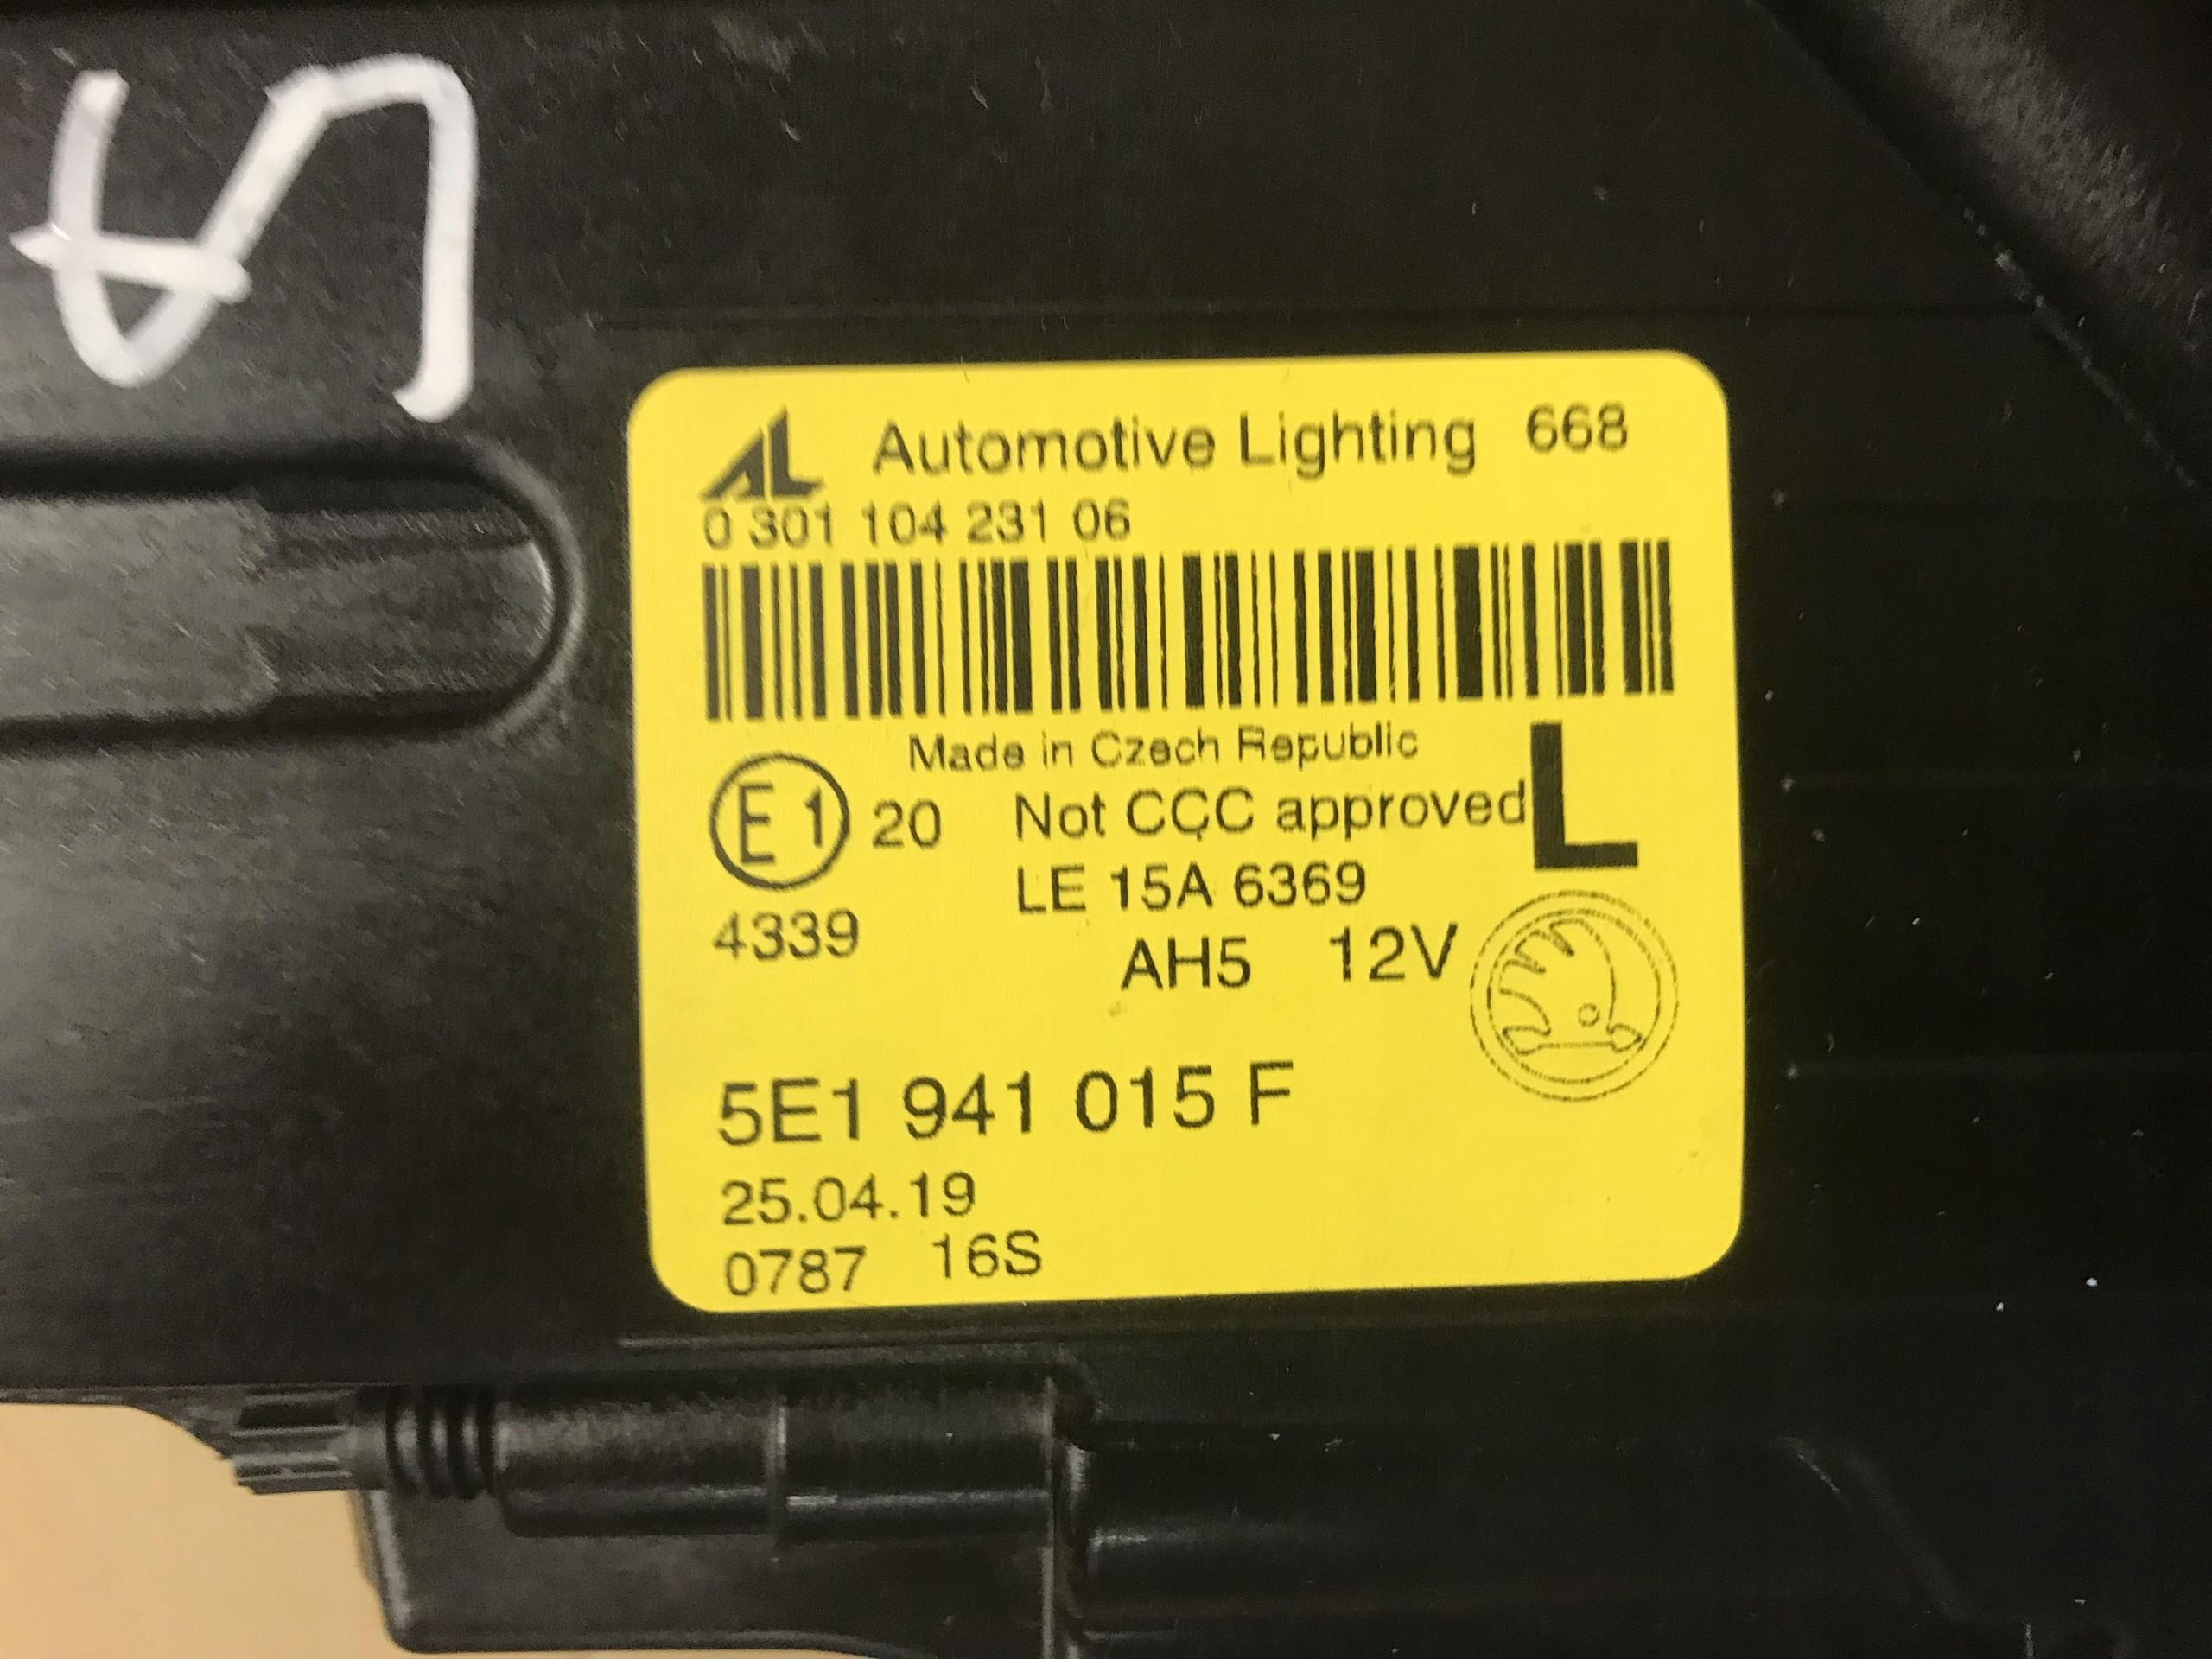 AL Automotive Lighting 668
0 301 104 231 06
Made in Czech Republic
E1 20 Not CCC approved L
LE 15A 6369
4339
AH5 12V
5E1 941 015 F
25.04.19
0787 16S